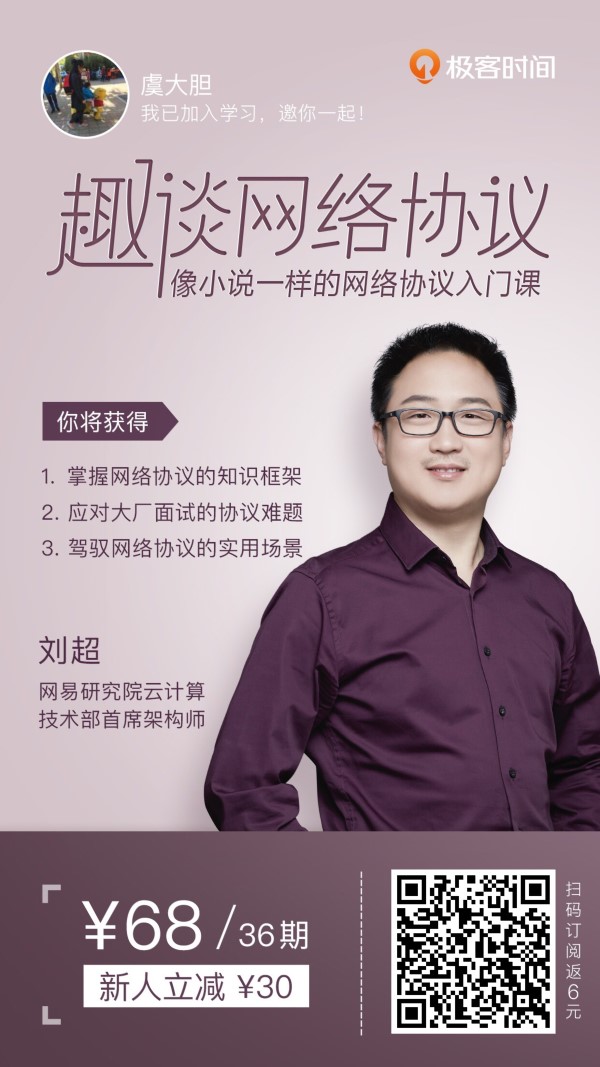 极客时间
虞大胆
我已加入学习，邀你一起！
趣谈网络协议
像小说一样的网络协议入门课
你将获得
1. 掌握网络协议的知识框架
2. 应对大厂面试的协议难题
3. 驾驭网络协议的实用场景
刘超
网易研究院云计算
技术部首席架构师
¥68/36期
新人立减 ¥30
扫码订阅返6元